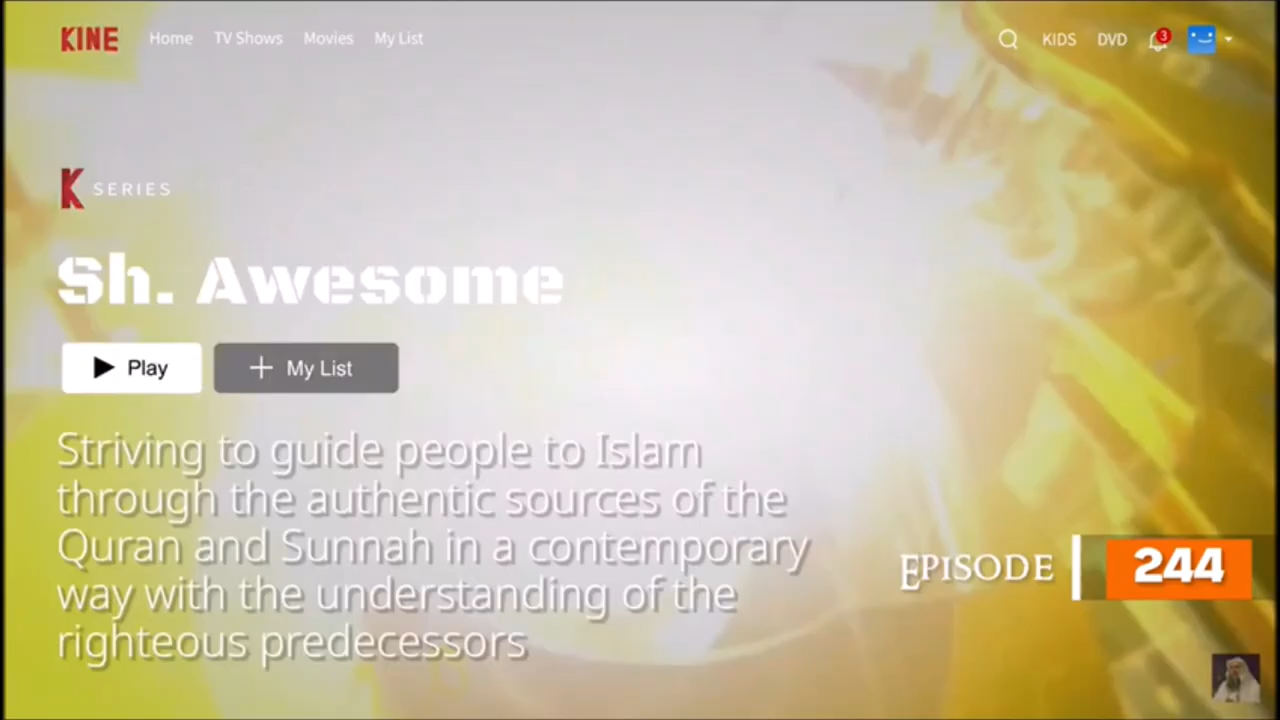 KINE Home TV Shows Movies My List KIDS DVD 3
K SERIES
Sh. Awesome
Play + My List
Striving to guide people to Islam
through the authentic sources of the
Quran and Sunnah in a contemporary
way with the understanding of the
righteous predecessors
EPISODE 244